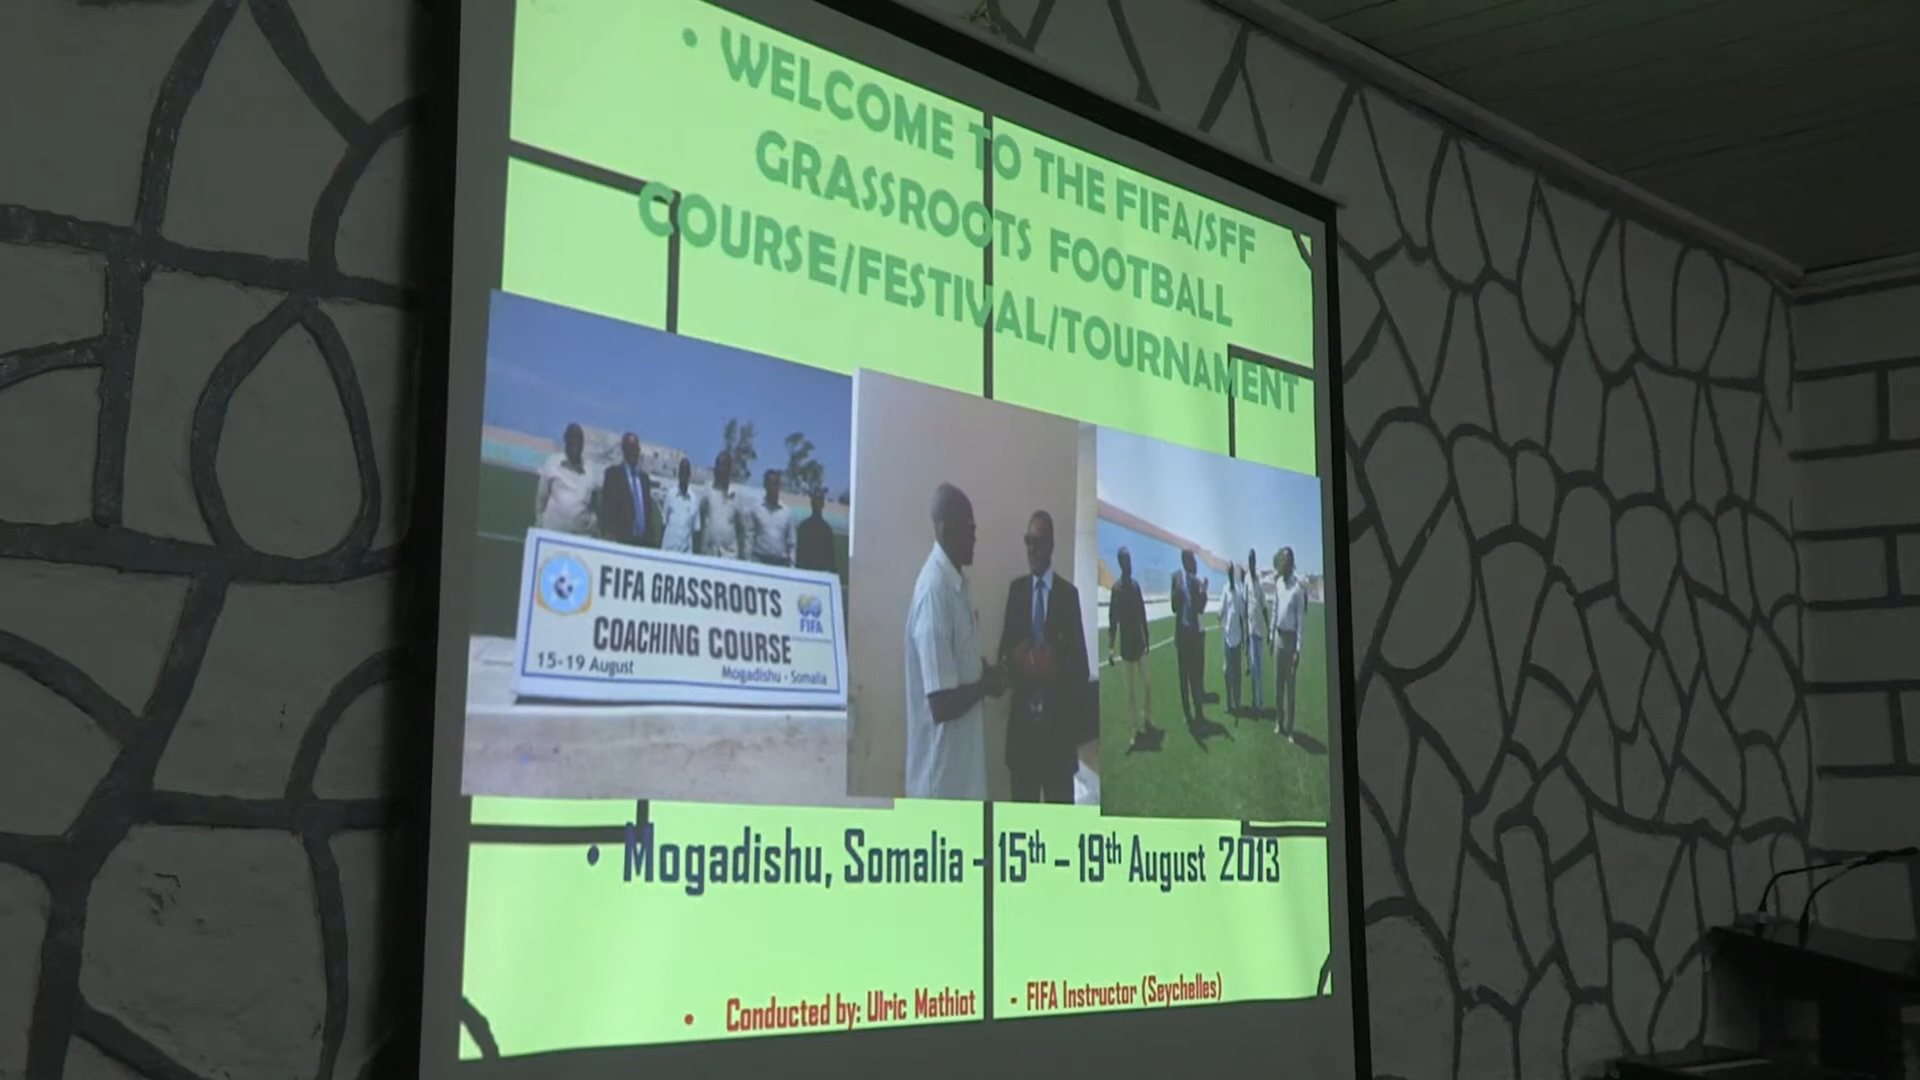 • WELCOME TO THE FIFA/SFF
GRASSROOTS FOOTBALL
COURSE/FESTIVAL/TOURNAMENT
FIFA GRASSROOTS
COACHING COURSE
FIFA
15-19 August
Mogadishu - Somalia
• Mogadishu, Somalia - 15th – 19th August 2013
• Conducted by: Ulric Mathiot - FIFA Instructor (Seychelles)